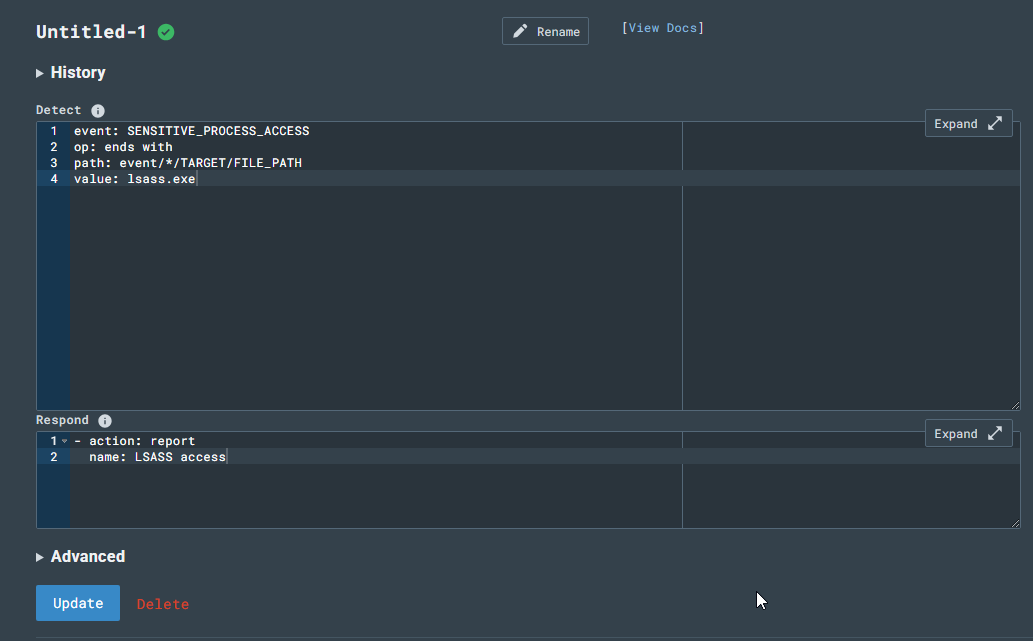 Untitled-1
Rename
[View Docs]
History
Detect
Expand
1 event: SENSITIVE_PROCESS_ACCESS
2 op: ends with
3 path: event/*/TARGET/FILE_PATH
4 value: lsass.exe
Respond
Expand
1 - action: report
2 name: LSASS access
Advanced
Update
Delete